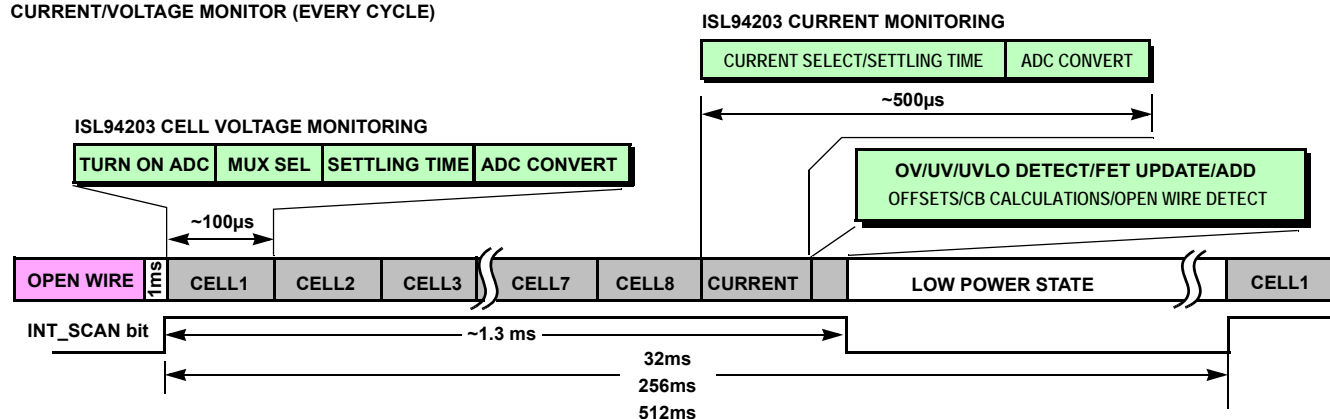 CURRENT/VOLTAGE MONITOR (EVERY CYCLE)
ISL94203 CURRENT MONITORING
CURRENT SELECT/SETTLING TIME ADC CONVERT
~500µs
ISL94203 CELL VOLTAGE MONITORING
TURN ON ADC MUX SEL SETTLING TIME ADC CONVERT
OV/UV/UVLO DETECT/FET UPDATE/ADD
OFFSETS/CB CALCULATIONS/OPEN WIRE DETECT
~100µs
OPEN WIRE 1ms CELL1 CELL2 CELL3 CELL7 CELL8 CURRENT LOW POWER STATE CELL1
INT_SCAN bit
~1.3 ms
32ms
256ms
512ms